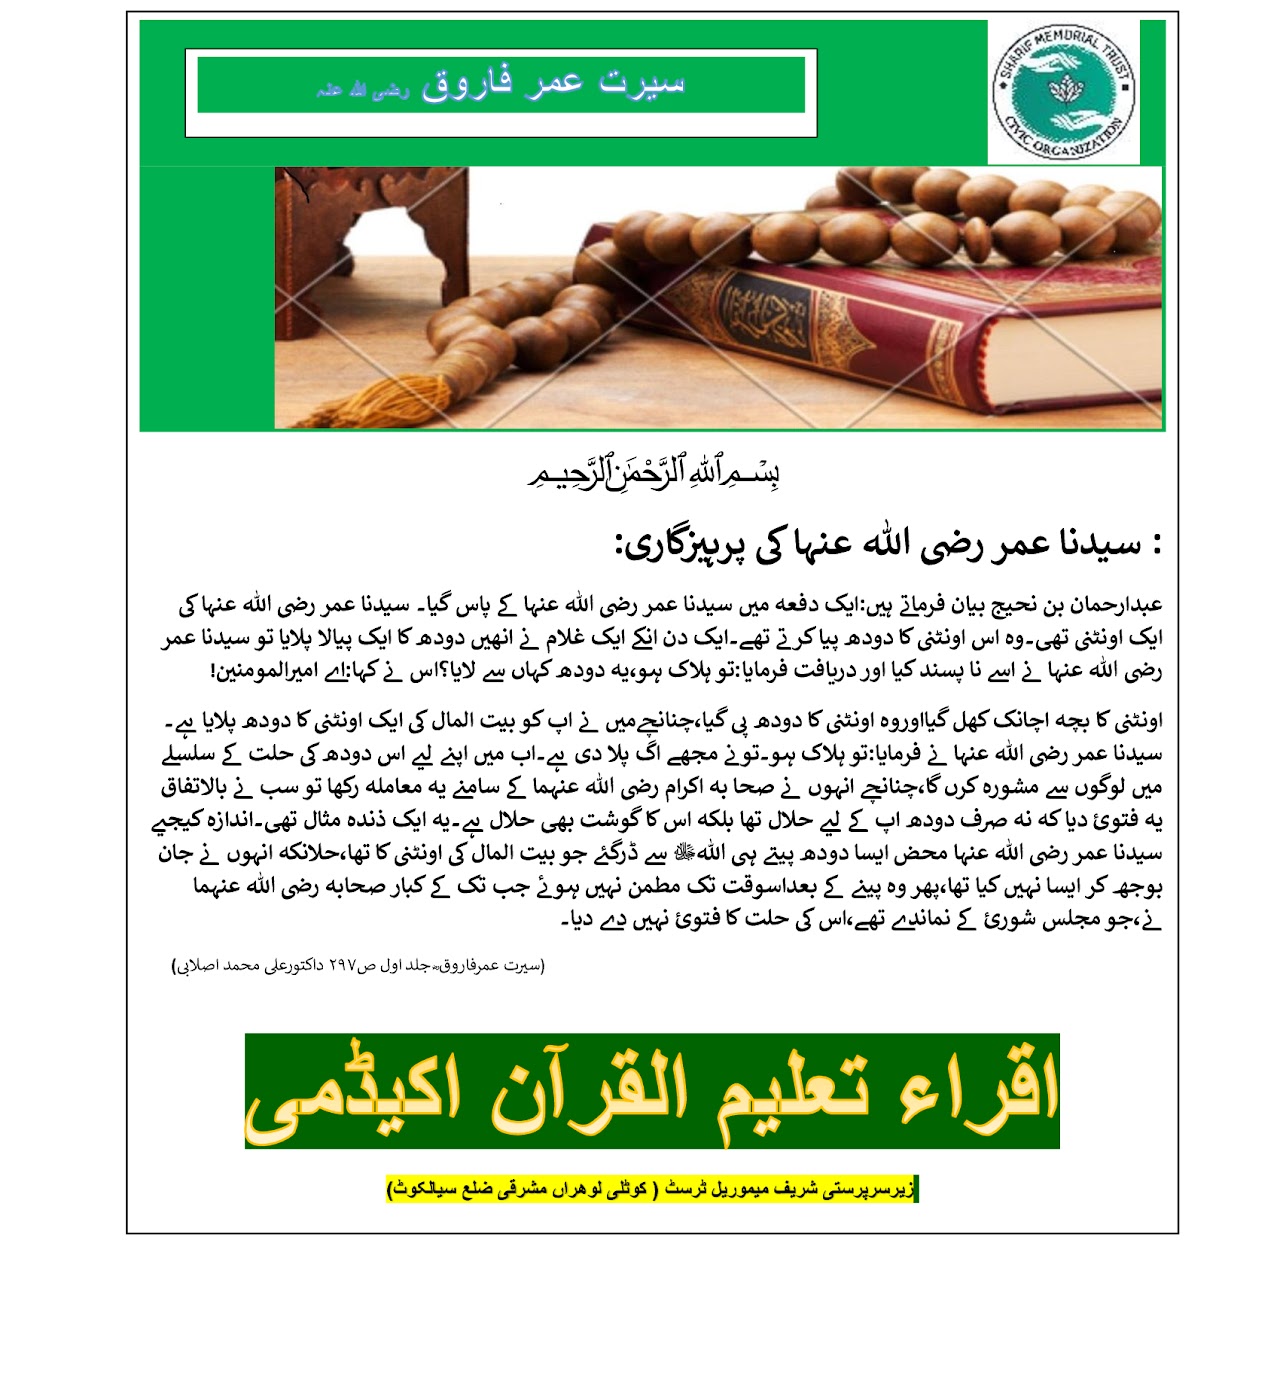 SHARIF MEMORIAL TRUST
CIVIC ORGANIZATION
سیرت عمر فاروق رضی اللہ عنہ
بِسْمِ ٱللَّهِ ٱلرَّحْمَٰنِ ٱلرَّحِيمِ
: سیدنا عمر رضی اللہ عنہا کی پرہیزگاری:
عبدارحمان بن نحیج بیان فرماتے ہیں:ایک دفعہ میں سیدنا عمر رضی اللہ عنہا کے پاس گیا۔ سیدنا عمر رضی اللہ عنہا کی
ایک اونٹنی تھی۔وہ اس اونٹنی کا دودھ پیا کرتے تھے۔ایک دن انکے ایک غلام نے انھیں دودھ کا ایک پیالا پلایا تو سیدنا عمر
رضی اللہ عنہا نے اسے نا پسند کیا اور دریافت فرمایا:تو ہلاک ہو،یہ دودھ کہاں سے لایا؟اس نے کہا:اے امیرالمومنین!
اونٹنی کا بچہ اچانک کھل گیااوروہ اونٹنی کا دودھ پی گیا،چنانچےمیں نے اپ کو بیت المال کی ایک اونٹنی کا دودھ پلایا ہے۔
سیدنا عمر رضی اللہ عنہا نے فرمایا:تو ہلاک ہو۔تونے مجھے اگ پلا دی ہے۔اب میں اپنے لیے اس دودھ کی حلت کے سلسلے
میں لوگوں سے مشورہ کرں گا،چنانچے انہوں نے صحا بہ اکرام رضی اللہ عنہما کے سامنے یہ معاملہ رکھا تو سب نے بالاتفاق
یہ فتویٰ دیا کہ نہ صرف دودھ اپ کے لیے حلال تھا بلکہ اس کا گوشت بھی حلال ہے۔یہ ایک ذندہ مثال تھی۔اندازہ کیجیے
سیدنا عمر رضی اللہ عنہا محض ایسا دودھ پیتے ہی اللہﷻ سے ڈرگئے جو بیت المال کی اونٹنی کا تھا،حلانکہ انہوں نے جان
بوجھ کر ایسا نہیں کیا تھا،پھر وہ پینے کے بعداسوقت تک مطمن نہیں ہوئے جب تک کے کبار صحابہ رضی اللہ عنہما
نے،جو مجلس شوریٰ کے نماندے تھے،اس کی حلت کا فتویٰ نہیں دے دیا۔
(سیرت عمرفاروق جلد اول ص۲۹۷ داکتورعلی محمد اصلابی)
اقراء تعلیم القرآن اکیڈمی
زیرسرپرستی شریف میموریل ٹرسٹ ( کوٹلی لوھراں مشرقی ضلع سیالکوٹ)